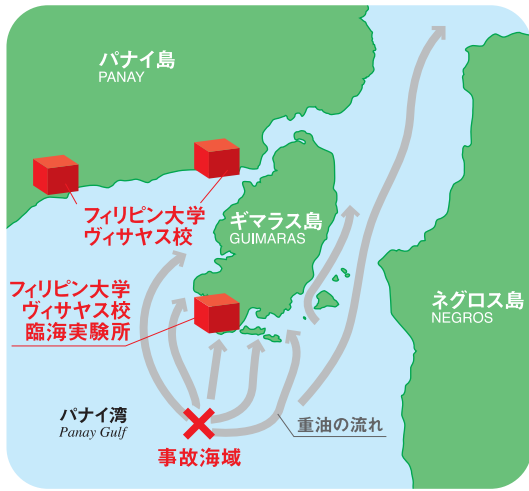 パナイ島
PANAY
フィリピン大学
ヴィサヤス校
ギマラス島
GUIMARAS
フィリピン大学
ヴィサヤス校
臨海実験所
ネグロス島
NEGROS
パナイ湾
Panay Gulf
重油の流れ
事故海域